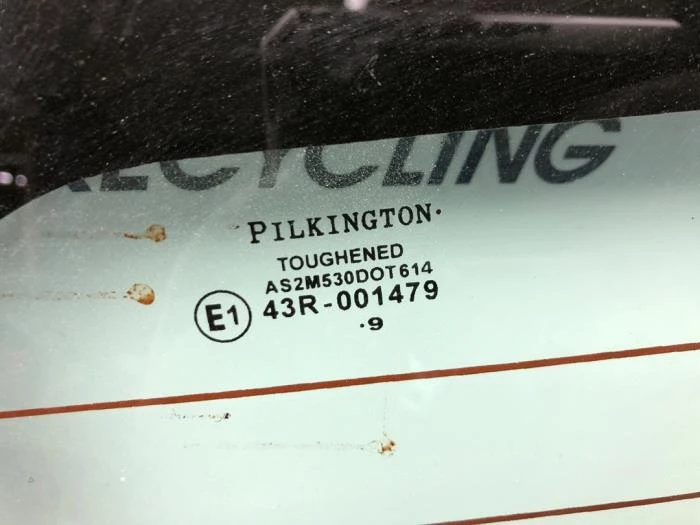 RECYCLING
PILKINGTON·
TOUGHENED
AS2M530DOT614
E1 43R-001479
·9